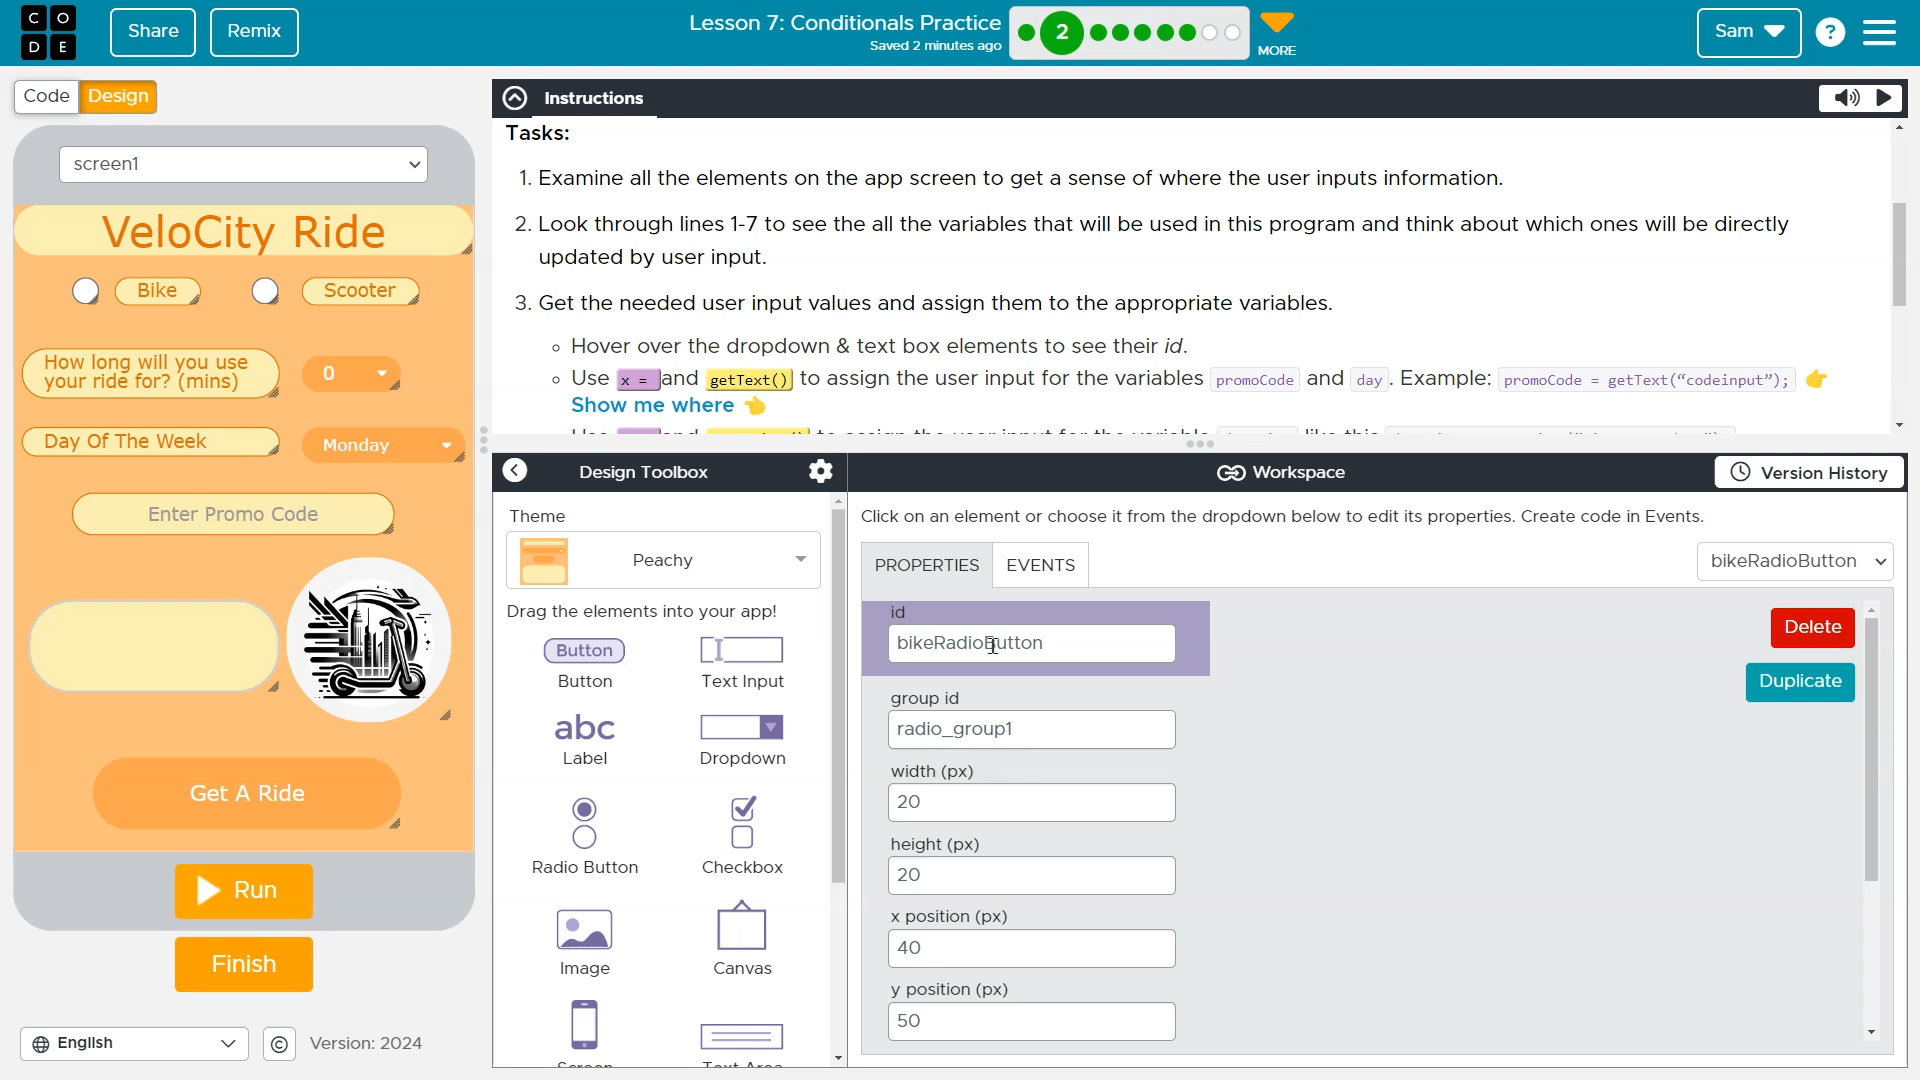 C O
D E
Share
Remix
Lesson 7: Conditionals Practice
Saved 2 minutes ago
2
MORE
Sam
?
Code
Design
Instructions
screen1
VeloCity Ride
Bike
Scooter
How long will you use
your ride for? (mins)
0
Day Of The Week
Monday
Enter Promo Code
Get A Ride
Run
Finish
English
©
Version: 2024
Tasks:
1. Examine all the elements on the app screen to get a sense of where the user inputs information.
2. Look through lines 1-7 to see the all the variables that will be used in this program and think about which ones will be directly
updated by user input.
3. Get the needed user input values and assign them to the appropriate variables.
Hover over the dropdown & text box elements to see their id.
Use x = and getText() to assign the user input for the variables promoCode and day. Example: promoCode = getText(“codeinput”); 👉
Show me where 👈
Design Toolbox
Workspace
Version History
Theme
Peachy
Drag the elements into your app!
Button
Button
Text Input
abc
Label
Dropdown
Radio Button
Checkbox
Image
Canvas
Click on an element or choose it from the dropdown below to edit its properties. Create code in Events.
PROPERTIES
EVENTS
bikeRadioButton
id
bikeRadioButton
Delete
Duplicate
group id
radio_group1
width (px)
20
height (px)
20
x position (px)
40
y position (px)
50